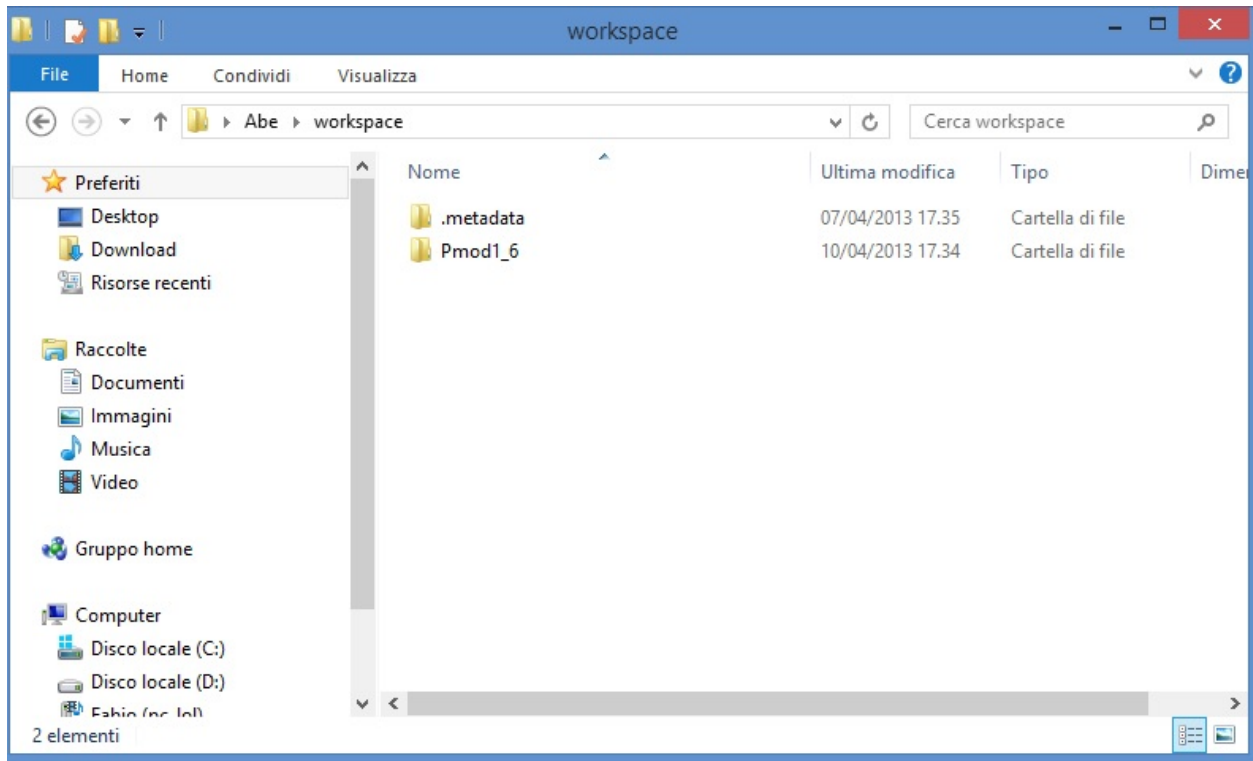 workspace
File Home Condividi Visualizza
Abe workspace Cerca workspace
Nome Ultima modifica Tipo
Preferiti
Desktop .metadata 07/04/2013 17.35 Cartella di file
Download Pmod1_6 10/04/2013 17.34 Cartella di file
Risorse recenti
Raccolte
Documenti
Immagini
Musica
Video
Gruppo home
Computer
Disco locale (C:)
Disco locale (D:)
2 elementi